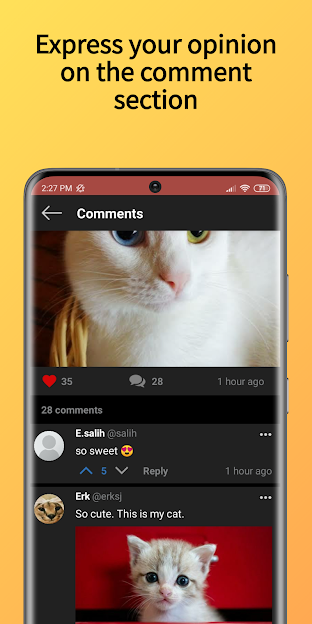 Express your opinion
on the comment
section
2:27 PM 71
Comments
35 28 1 hour ago
28 comments
E.salih @salih
so sweet 😍
5 Reply 1 hour ago
Erk @erksj
So cute. This is my cat.